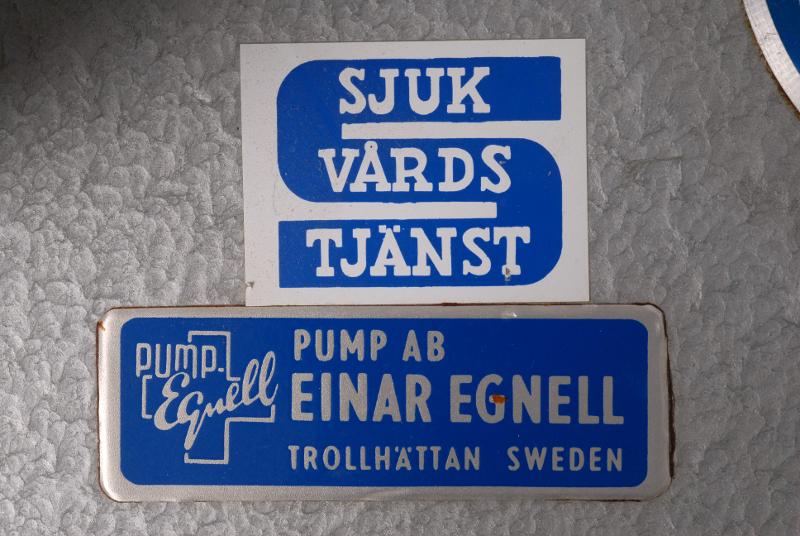 SJUK
VÅRDS
TJÄNST
PUMP-
Egnell
PUMP AB
EINAR EGNELL
TROLLHÄTTAN SWEDEN